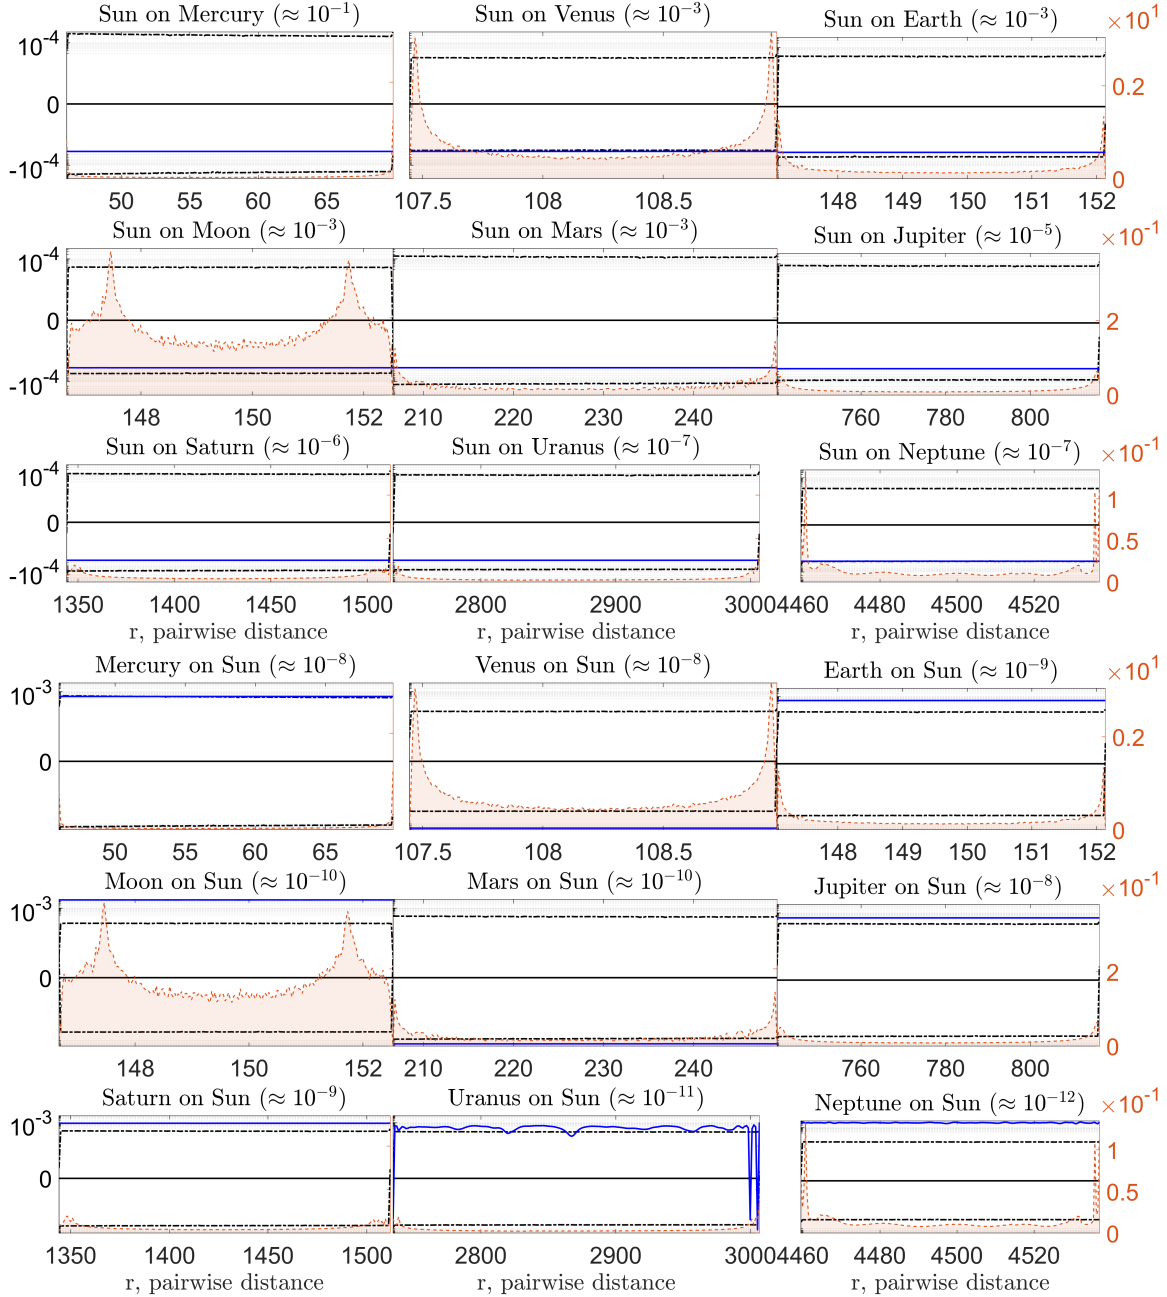 Sun on Mercury (≈ 10⁻¹) Sun on Venus (≈ 10⁻³) Sun on Earth (≈ 10⁻³) ×10¹
10⁻⁴ 0 -10⁻⁴ 0.2 0
50 55 60 65 107.5 108 108.5 148 149 150 151 152
Sun on Moon (≈ 10⁻³) Sun on Mars (≈ 10⁻³) Sun on Jupiter (≈ 10⁻⁵) ×10⁻¹
10⁻⁴ 0 -10⁻⁴ 2 0
148 150 152 210 220 230 240 760 780 800
Sun on Saturn (≈ 10⁻⁶) Sun on Uranus (≈ 10⁻⁷) Sun on Neptune (≈ 10⁻⁷) ×10⁻¹
10⁻⁴ 0 -10⁻⁴ 1 0.5 0
1350 1400 1450 1500 2800 2900 3000 4460 4480 4500 4520
r, pairwise distance r, pairwise distance r, pairwise distance
Mercury on Sun (≈ 10⁻⁸) Venus on Sun (≈ 10⁻⁸) Earth on Sun (≈ 10⁻⁹) ×10¹
10⁻³ 0 0.2 0
50 55 60 65 107.5 108 108.5 148 149 150 151 152
Moon on Sun (≈ 10⁻¹⁰) Mars on Sun (≈ 10⁻¹⁰) Jupiter on Sun (≈ 10⁻⁸) ×10⁻¹
10⁻³ 0 2 0
148 150 152 210 220 230 240 760 780 800
Saturn on Sun (≈ 10⁻⁹) Uranus on Sun (≈ 10⁻¹¹) Neptune on Sun (≈ 10⁻¹²) ×10⁻¹
10⁻³ 0 1 0.5 0
1350 1400 1450 1500 2800 2900 3000 4460 4480 4500 4520
r, pairwise distance r, pairwise distance r, pairwise distance